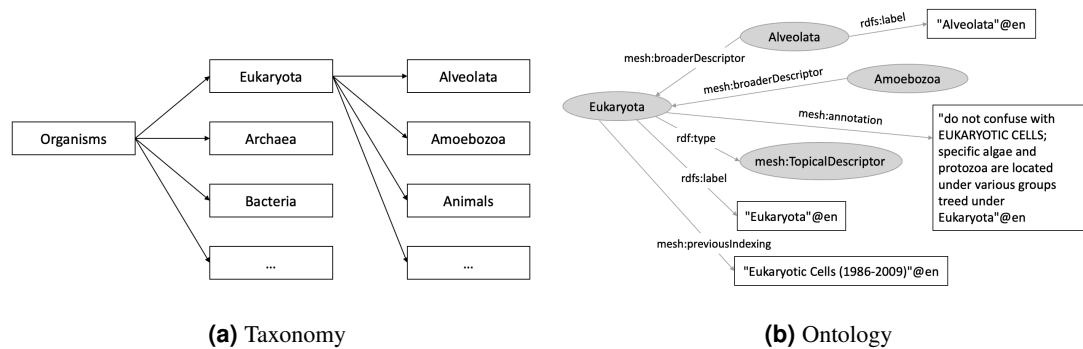 Organisms
Eukaryota
Archaea
Bacteria
...
Alveolata
Amoebozoa
Animals
...
(a) Taxonomy
Alveolata
rdfs:label
"Alveolata"@en
mesh:broaderDescriptor
mesh:broaderDescriptor
Amoebozoa
Eukaryota
mesh:annotation
"do not confuse with
EUKARYOTIC CELLS;
specific algae and
protozoa are located
under various groups
treed under
Eukaryota"@en
rdf:type
mesh:TopicalDescriptor
rdfs:label
"Eukaryota"@en
mesh:previousIndexing
"Eukaryotic Cells (1986-2009)"@en
(b) Ontology